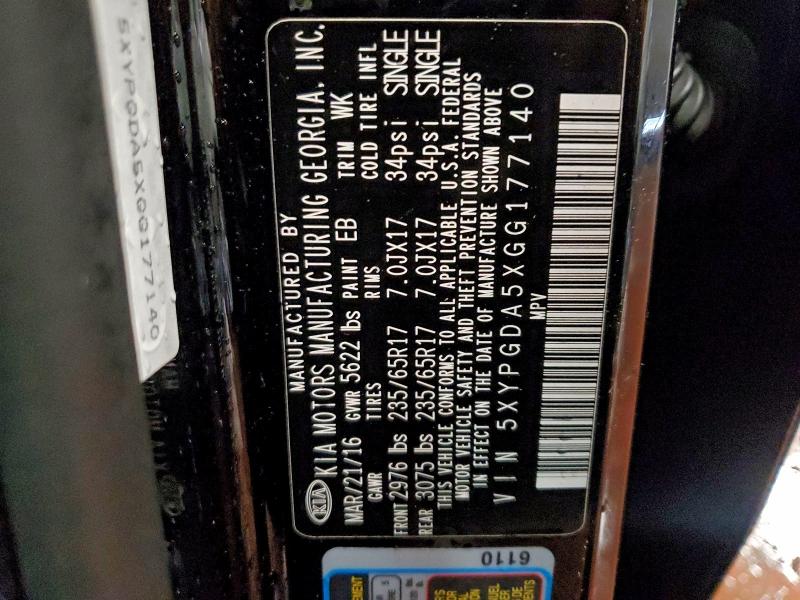 5XYPGDA5XGG177140
MANUFACTURED BY
KIA KIA MOTORS MANUFACTURING GEORGIA, INC.
MAR/21/16 GVWR 5622 lbs PAINT EB TRIM WK
GAWR TIRES RIMS COLD TIRE INFL
FRONT 2976 lbs 235/65R17 7.0JX17 34psi SINGLE
REAR 3075 lbs 235/65R17 7.0JX17 34psi SINGLE
THIS VEHICLE CONFORMS TO ALL APPLICABLE U.S.A. FEDERAL
MOTOR VEHICLE SAFETY AND THEFT PREVENTION STANDARDS
IN EFFECT ON THE DATE OF MANUFACTURE SHOWN ABOVE
VIN 5XYPGDA5XGG177140
MPV
6110